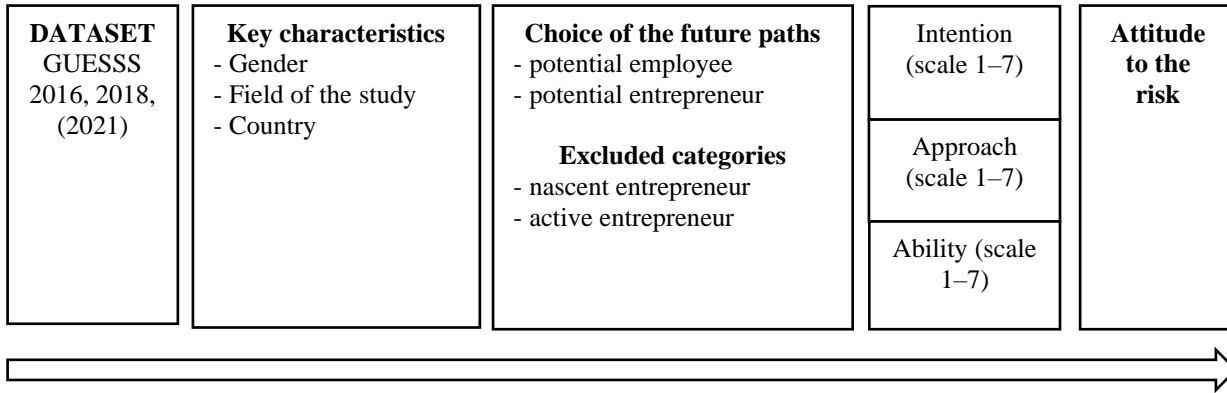 DATASET
GUESSS
2016, 2018,
(2021)
Key characteristics
- Gender
- Field of the study
- Country
Choice of the future paths
- potential employee
- potential entrepreneur
Excluded categories
- nascent entrepreneur
- active entrepreneur
Intention
(scale 1–7)
Approach
(scale 1–7)
Ability (scale
1–7)
Attitude
to the
risk